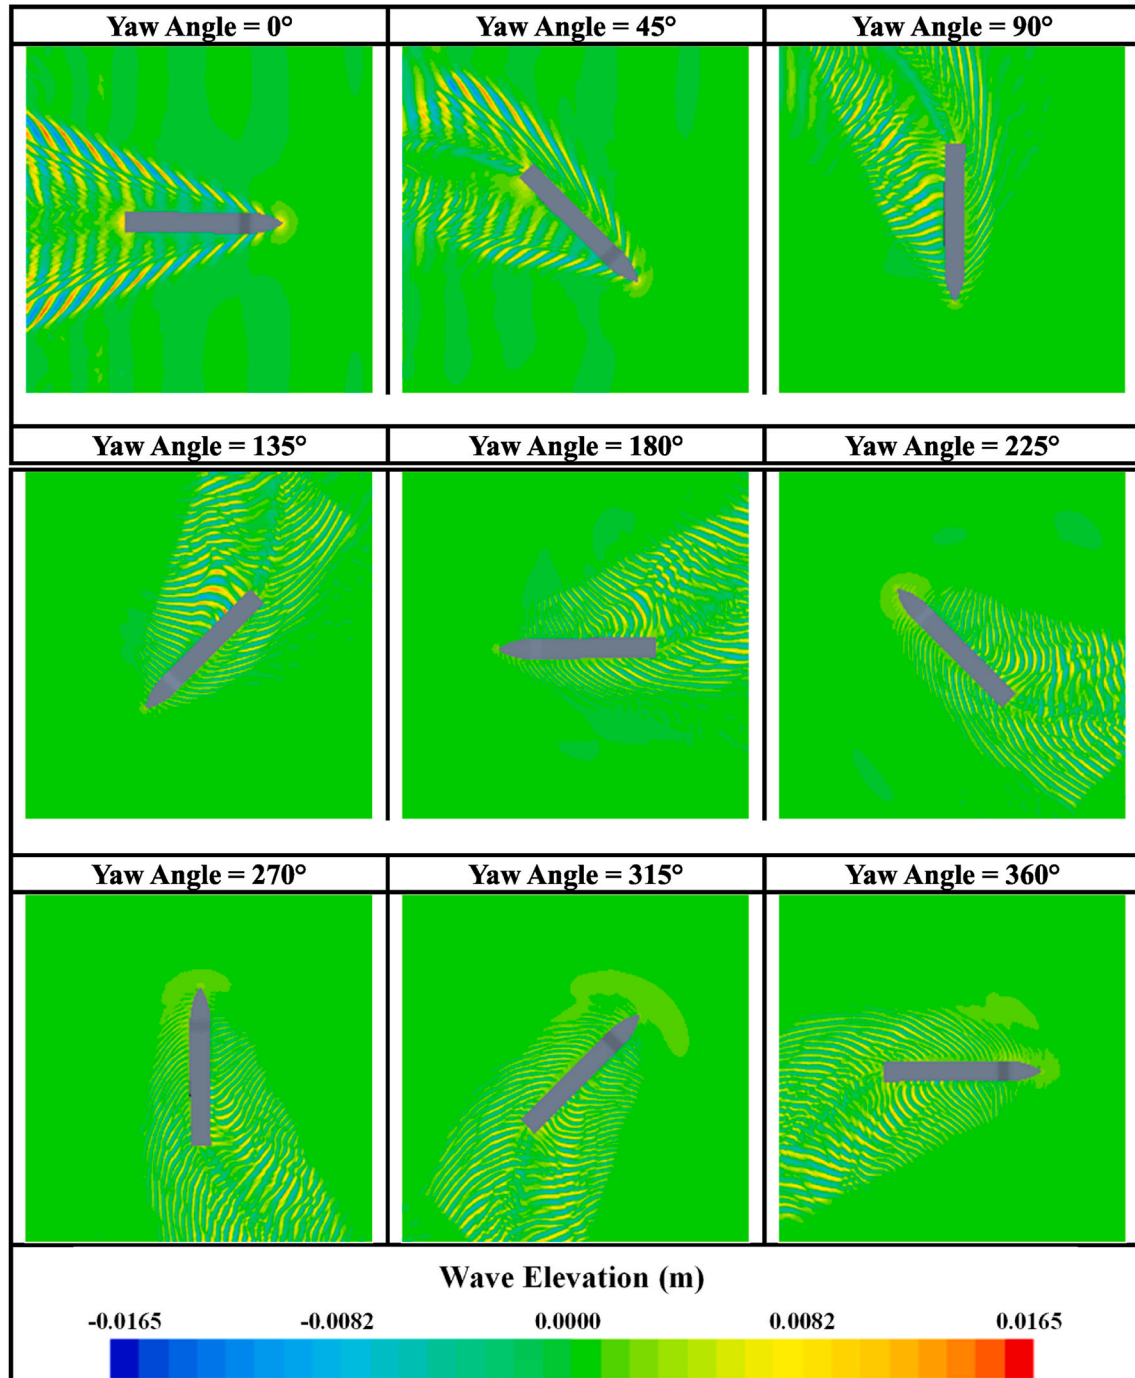 Yaw Angle = 0° Yaw Angle = 45° Yaw Angle = 90°
Yaw Angle = 135° Yaw Angle = 180° Yaw Angle = 225°
Yaw Angle = 270° Yaw Angle = 315° Yaw Angle = 360°
Wave Elevation (m)
-0.0165 -0.0082 0.0000 0.0082 0.0165